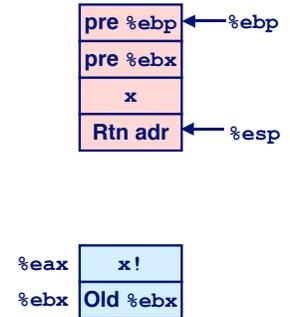 pre %ebp %ebp
pre %ebx
x
Rtn adr %esp
%eax x!
%ebx Old %ebx